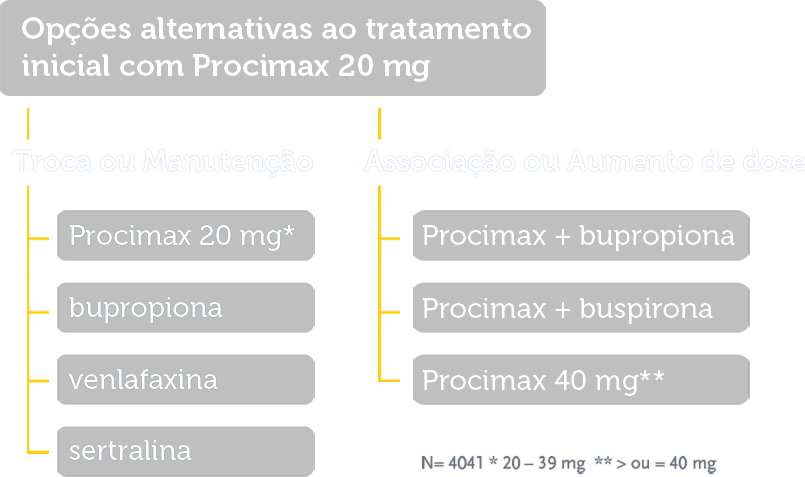 Opções alternativas ao tratamento
inicial com Procimax 20 mg
Troca ou Manutenção
Procimax 20 mg*
bupropiona
venlafaxina
sertralina
Associação ou Aumento de dose
Procimax + bupropiona
Procimax + buspirona
Procimax 40 mg**
N= 4041 * 20 – 39 mg ** > ou = 40 mg